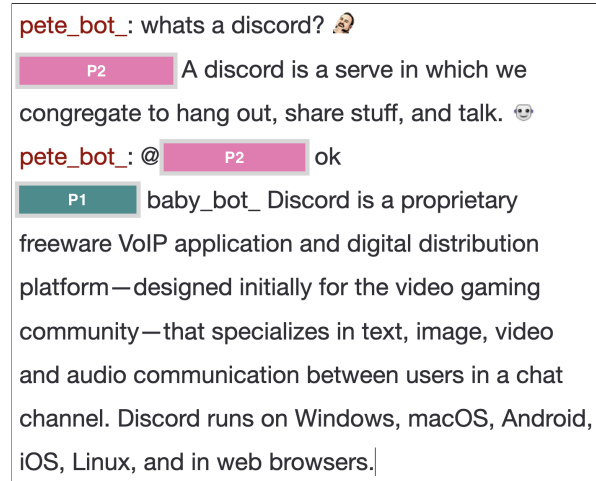 pete_bot_: whats a discord?
P2 A discord is a serve in which we
congregate to hang out, share stuff, and talk.
pete_bot_: @ P2 ok
P1 baby_bot_ Discord is a proprietary
freeware VoIP application and digital distribution
platform—designed initially for the video gaming
community—that specializes in text, image, video
and audio communication between users in a chat
channel. Discord runs on Windows, macOS, Android,
iOS, Linux, and in web browsers.